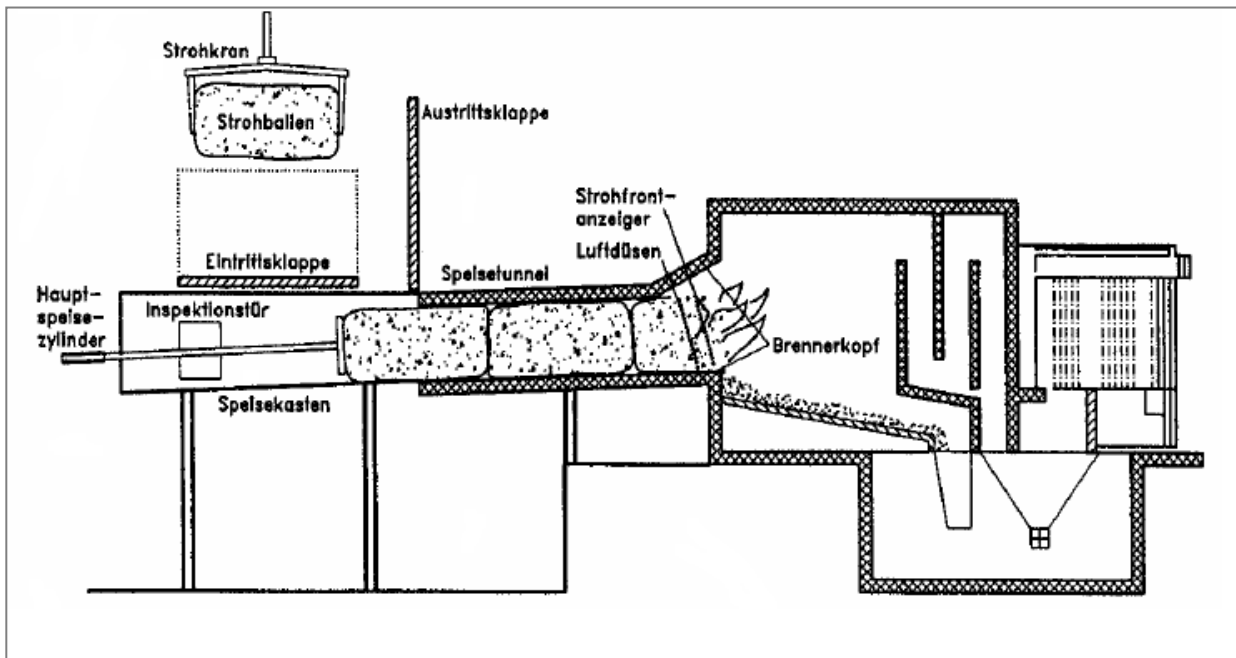 Strohkran
Strohballen
Austrittsklappe
Strohfront-
anzeiger
Luftdüsen
Eintrittsklappe
Speisetunnel
Haupt-
speise-
zylinder
Inspektionstür
Brennerkopf
Speisekasten